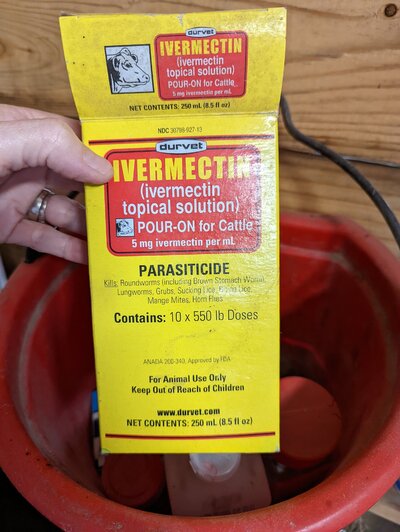 durvet
IVERMECTIN
(ivermectin
topical solution)
POUR-ON for Cattle
5 mg ivermectin per mL
NET CONTENTS: 250 mL (8.5 fl oz)
NDC 30798-927-13
durvet
IVERMECTIN
(ivermectin
topical solution)
POUR-ON for Cattle
5 mg ivermectin per mL
PARASITICIDE
Kills: Roundworms (including Brown Stomach Worm),
Lungworms, Grubs, Sucking Lice, Biting Lice,
Mange Mites, Horn Flies
Contains: 10 x 550 lb Doses
ANADA 200-340, Approved by FDA
For Animal Use Only
Keep Out of Reach of Children
www.durvet.com
NET CONTENTS: 250 mL (8.5 fl oz)